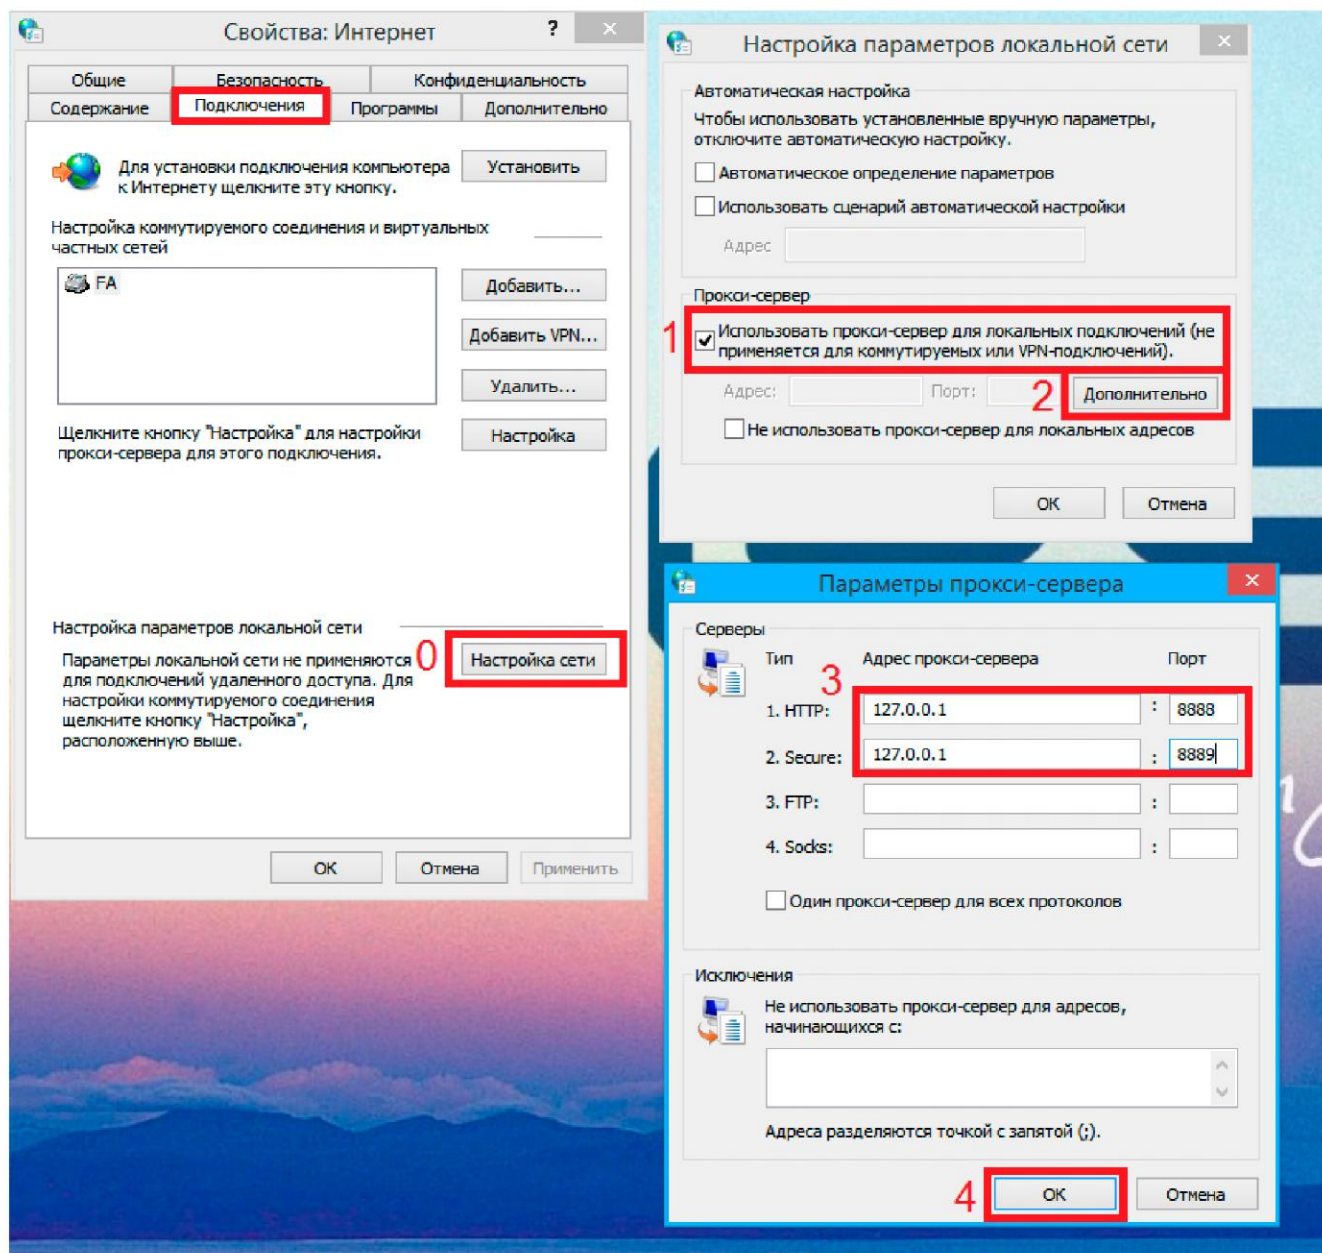 Свойства: Интернет
?
Общие
Безопасность
Конфиденциальность
Содержание
Подключения
Программы
Дополнительно
Для установки подключения компьютера
к Интернету щелкните эту кнопку.
Установить
Настройка коммутируемого соединения и виртуальных
частных сетей
FA
Добавить...
Добавить VPN...
Удалить...
Щелкните кнопку "Настройка" для настройки
прокси-сервера для этого подключения.
Настройка
Настройка параметров локальной сети
Параметры локальной сети не применяются
для подключений удаленного доступа. Для
настройки коммутируемого соединения
щелкните кнопку "Настройка",
расположенную выше.
0
Настройка сети
ОК
Отмена
Применить
Настройка параметров локальной сети
Автоматическая настройка
Чтобы использовать установленные вручную параметры,
отключите автоматическую настройку.
Автоматическое определение параметров
Использовать сценарий автоматической настройки
Адрес
Прокси-сервер
1
Использовать прокси-сервер для локальных подключений (не
применяется для коммутируемых или VPN-подключений).
Адрес:
Порт:
2
Дополнительно
Не использовать прокси-сервер для локальных адресов
ОК
Отмена
Параметры прокси-сервера
Серверы
Тип
Адрес прокси-сервера
Порт
3
1. HTTP:
127.0.0.1
:
8888
2. Secure:
127.0.0.1
:
8889
3. FTP:
:
4. Socks:
:
Один прокси-сервер для всех протоколов
Исключения
Не использовать прокси-сервер для адресов,
начинающихся с:
Адреса разделяются точкой с запятой (;).
4
ОК
Отмена